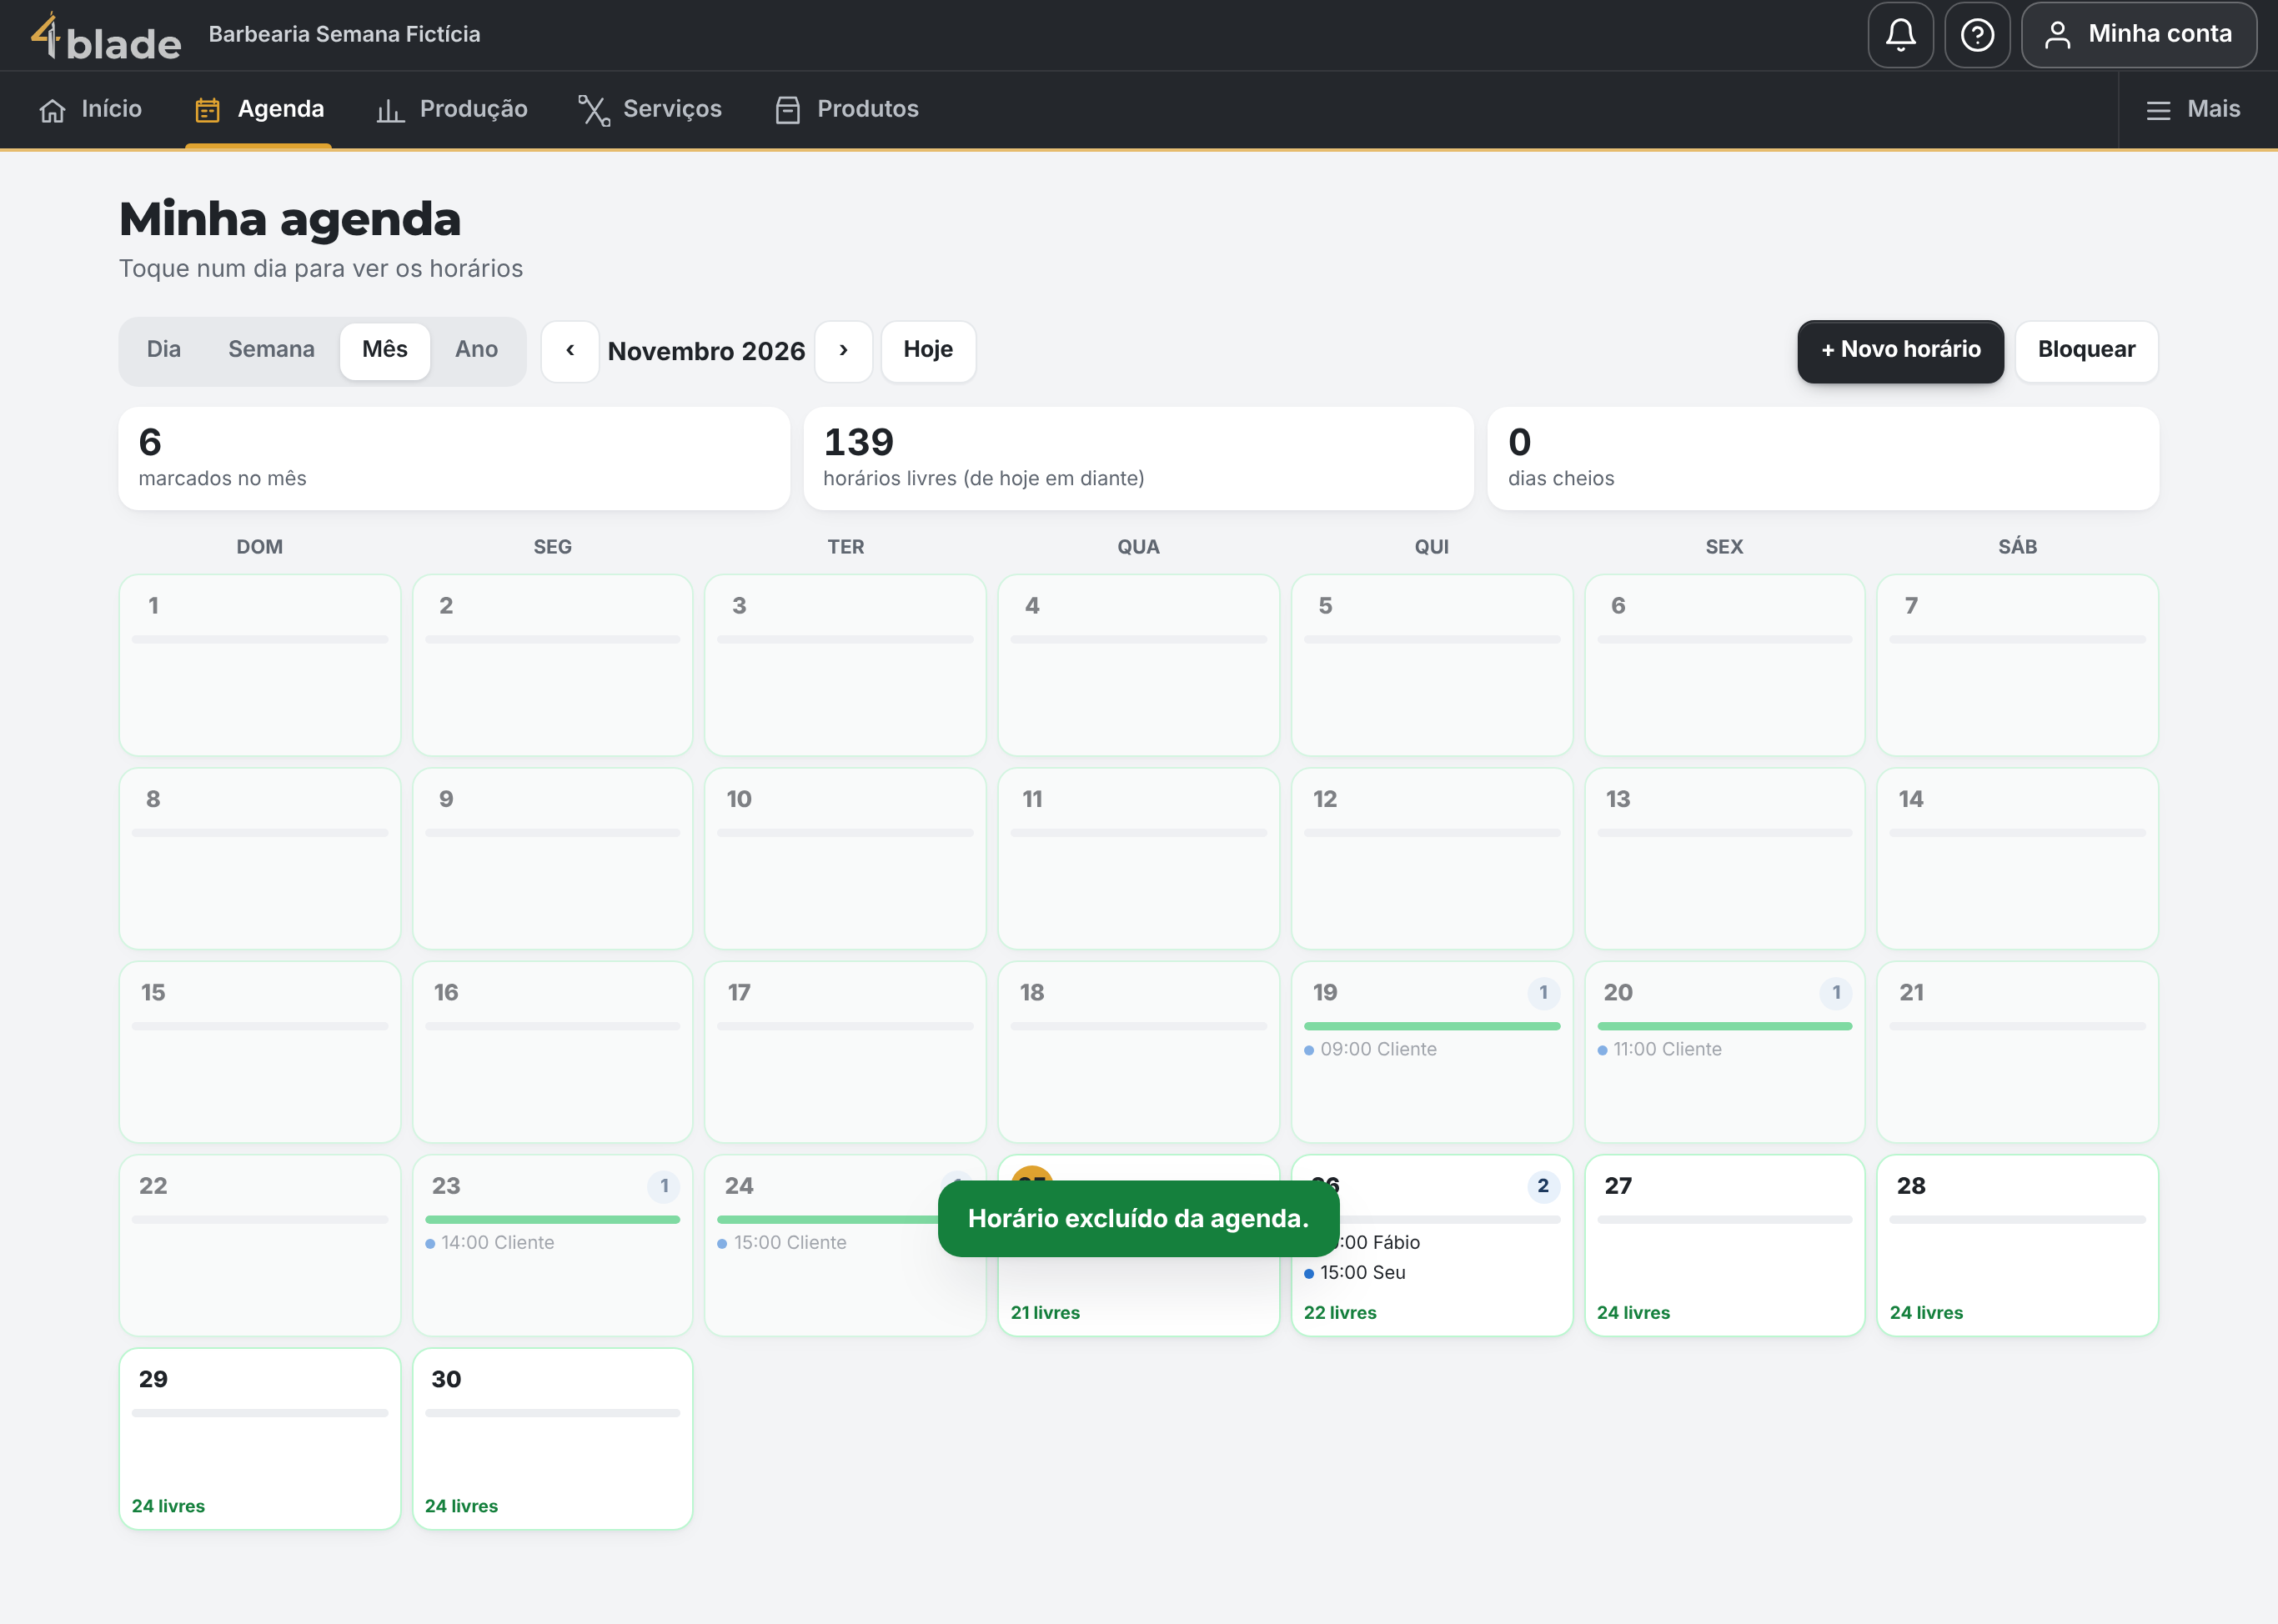 4blade
Barbearia Semana Fictícia
Minha conta
Início
Agenda
Produção
Serviços
Produtos
Mais
Minha agenda
Toque num dia para ver os horários
Dia
Semana
Mês
Ano
‹
Novembro 2026
›
Hoje
+ Novo horário
Bloquear
6
marcados no mês
139
horários livres (de hoje em diante)
0
dias cheios
DOM
SEG
TER
QUA
QUI
SEX
SÁB
1
2
3
4
5
6
7
8
9
10
11
12
13
14
15
16
17
18
19
1
09:00 Cliente
20
1
11:00 Cliente
21
22
23
1
14:00 Cliente
24
15:00 Cliente
21 livres
Horário excluído da agenda.
2
:00 Fábio
15:00 Seu
22 livres
27
24 livres
28
24 livres
29
24 livres
30
24 livres